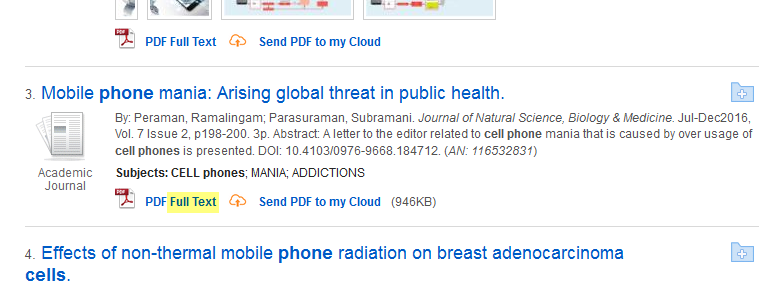 PDF Full Text Send PDF to my Cloud
3. Mobile phone mania: Arising global threat in public health.
By: Peraman, Ramalingam; Parasuraman, Subramani. Journal of Natural Science, Biology & Medicine. Jul-Dec2016,
Vol. 7 Issue 2, p198-200. 3p. Abstract: A letter to the editor related to cell phone mania that is caused by over usage of
cell phones is presented. DOI: 10.4103/0976-9668.184712. (AN: 116532831)
Academic
Journal
Subjects: CELL phones; MANIA; ADDICTIONS
PDF Full Text Send PDF to my Cloud (946KB)
4. Effects of non-thermal mobile phone radiation on breast adenocarcinoma
cells.